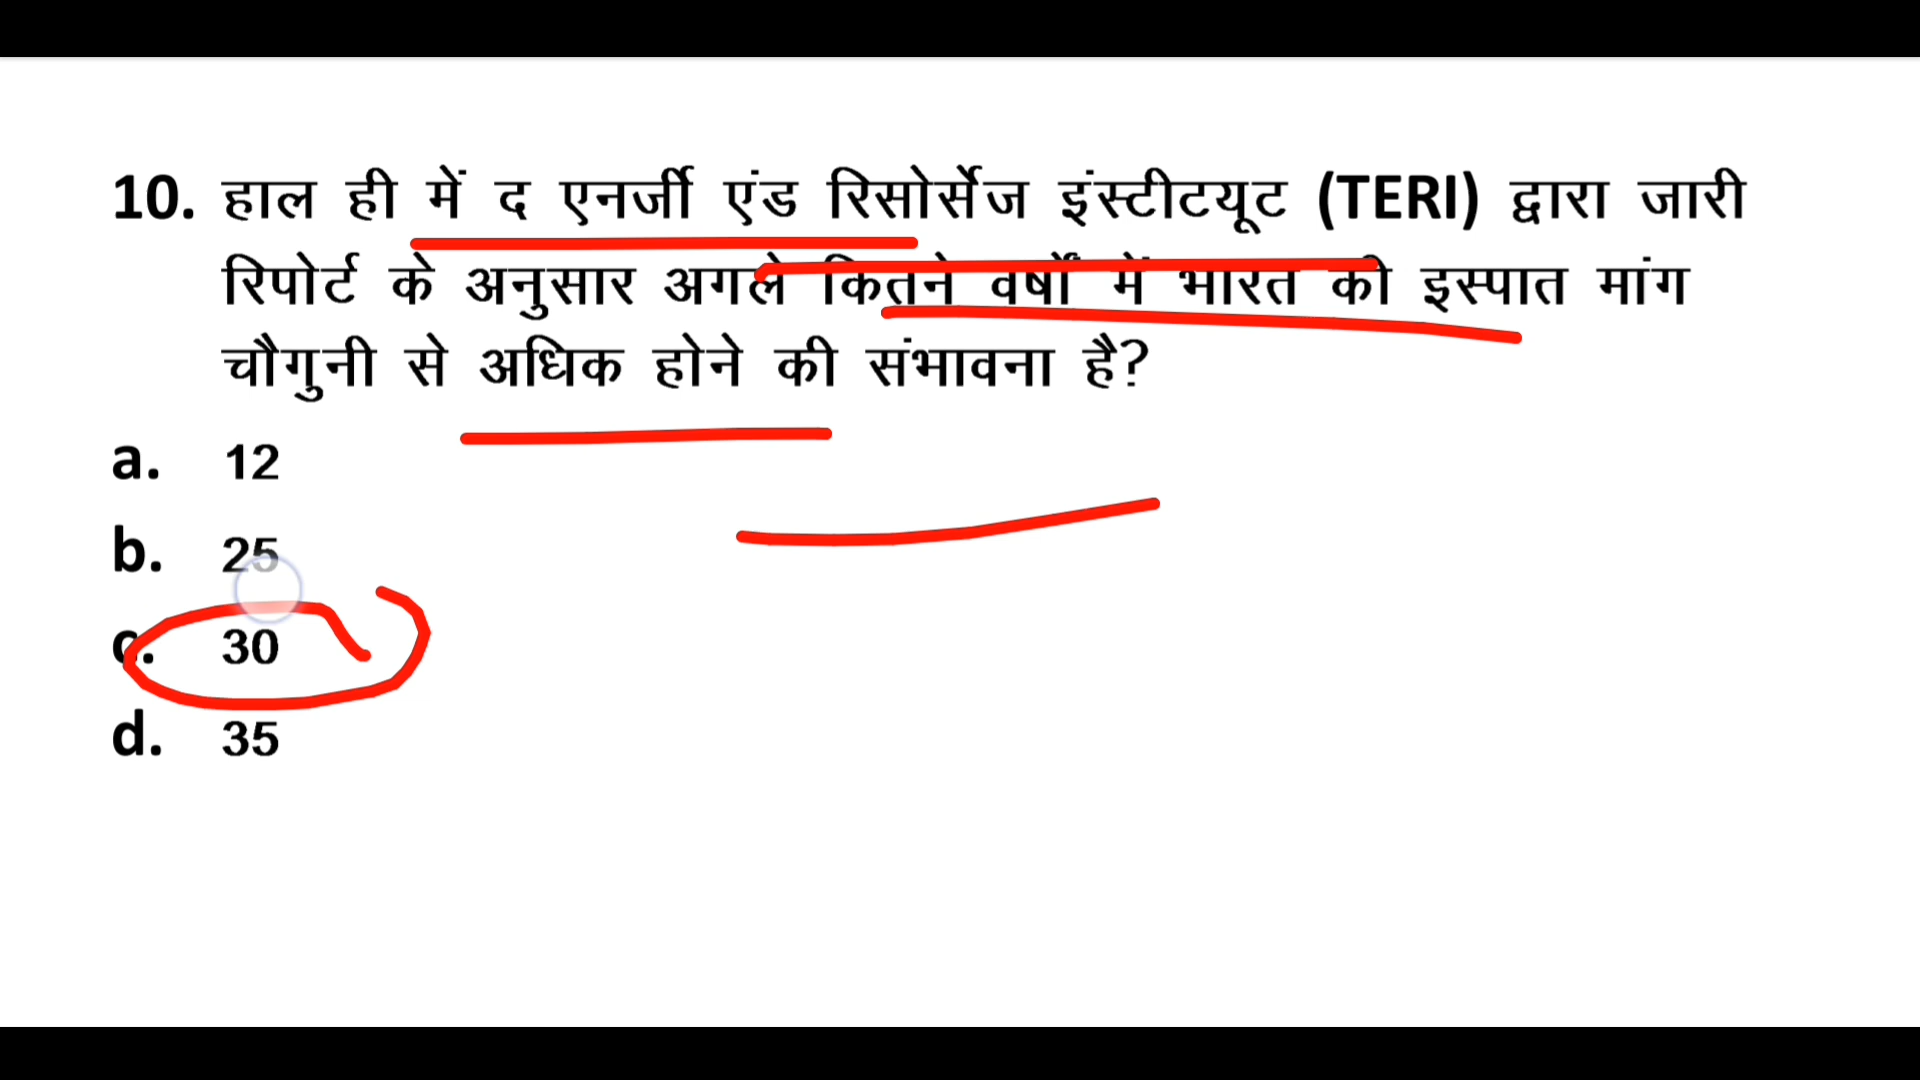 10. हाल ही में द एनर्जी एंड रिसोर्सेज इंस्टीटयूट (TERI) द्वारा जारी
रिपोर्ट के अनुसार अगले कितने वर्षों में भारत की इस्पात मांग
चौगुनी से अधिक होने की संभावना है?
a. 12
b. 25
c. 30
d. 35